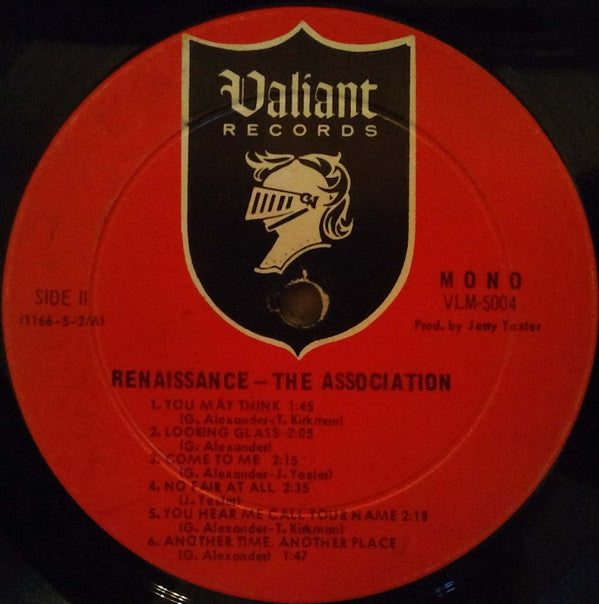 Valiant
RECORDS
SIDE II
(1166-5-2M)
MONO
VLM-5004
Prod. by Jerry Yester
RENAISSANCE - THE ASSOCIATION
1. YOU MAY THINK 1:45
(G. Alexander-T. Kirkman)
2. LOOKING GLASS 2:05
(G. Alexander)
3. COME TO ME 2:15
(G. Alexander-J. Yester)
4. NO FAIR AT ALL 2:35
(J. Yester)
5. YOU HEAR ME CALL YOUR NAME 2:18
(G. Alexander-T. Kirkman)
6. ANOTHER TIME, ANOTHER PLACE
(G. Alexander) 1:47